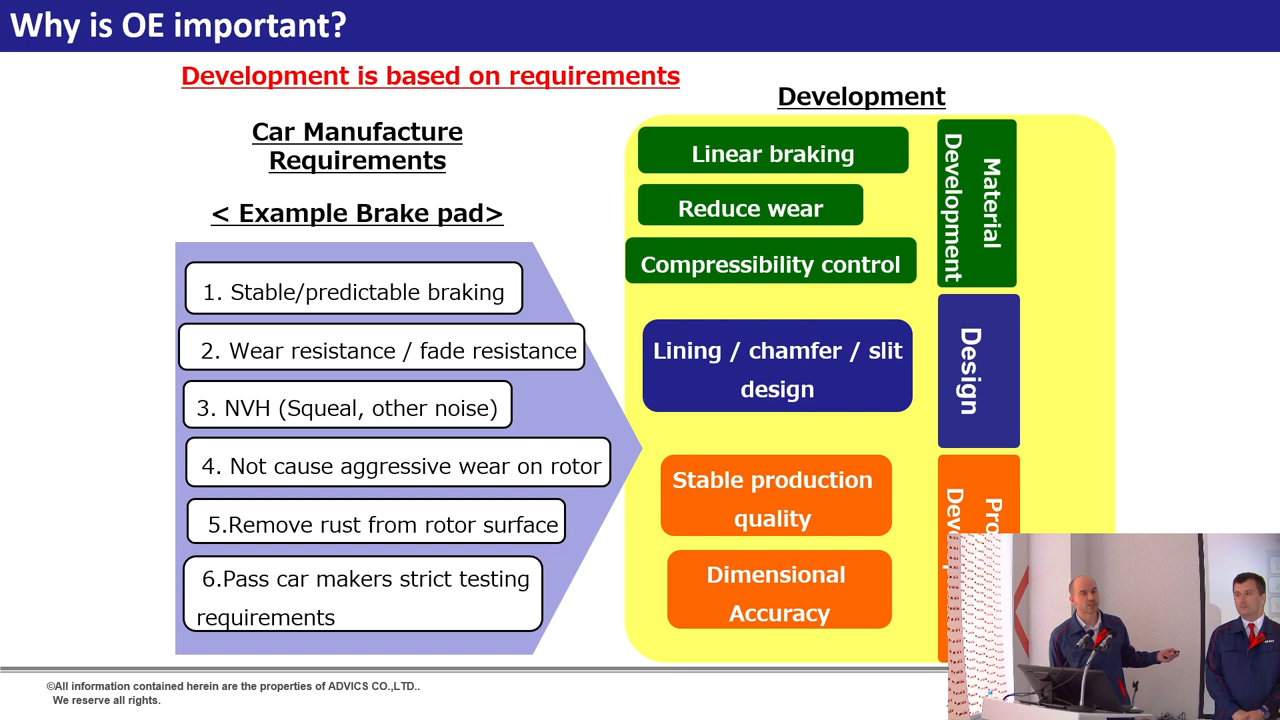 Why is OE important?
Development is based on requirements
Car Manufacture
Requirements
< Example Brake pad>
1. Stable/predictable braking
2. Wear resistance / fade resistance
3. NVH (Squeal, other noise)
4. Not cause aggressive wear on rotor
5.Remove rust from rotor surface
6.Pass car makers strict testing
requirements
Development
Linear braking
Reduce wear
Compressibility control
Material
Development
Lining / chamfer / slit
design
Design
Stable production
quality
Dimensional
Accuracy
©All information contained herein are the properties of ADVICS CO.,LTD..
We reserve all rights.